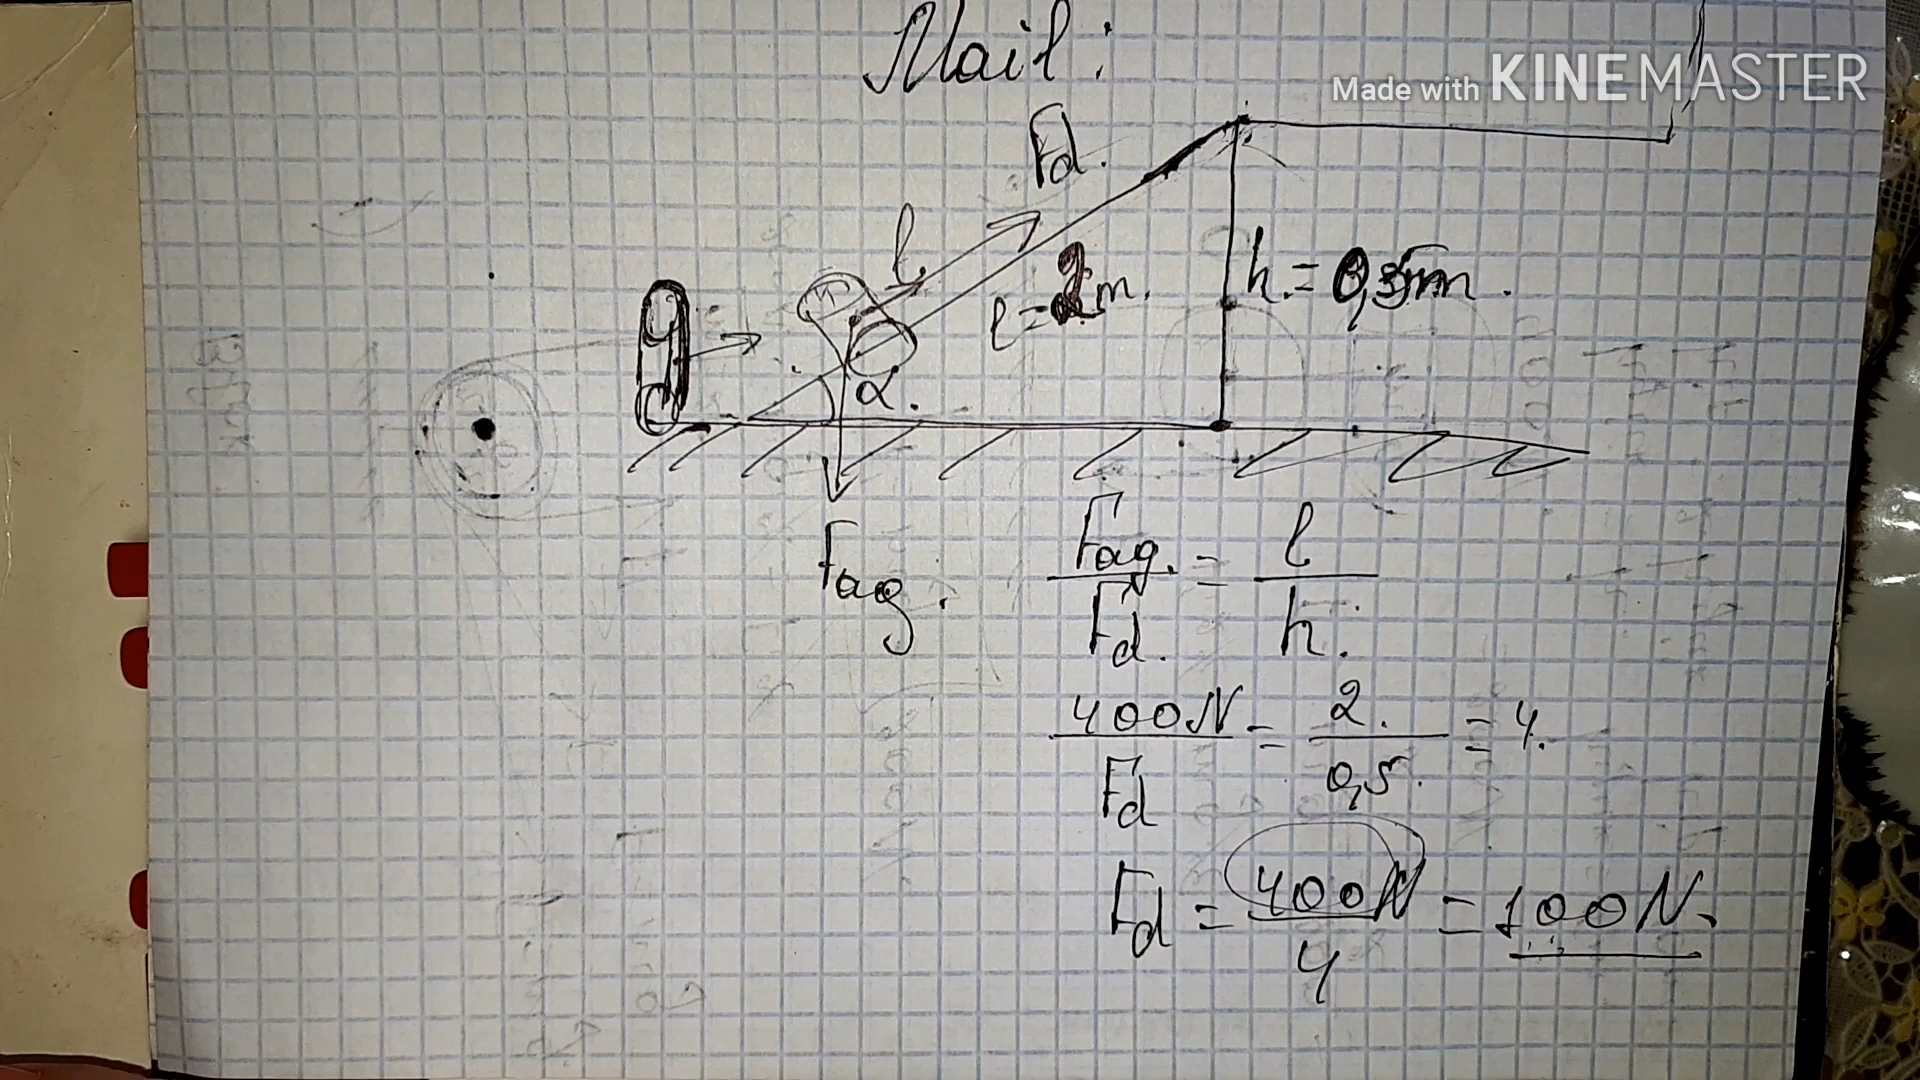 Mail:
Made with KINEMASTER
Fd.
l
l=2m.
h.=0,5m.
α.
Fag.
Fag. / Fd. = l / h.
400N / Fd = 2. / 0,5. = 4.
Fd = 400N / 4 = 100N.